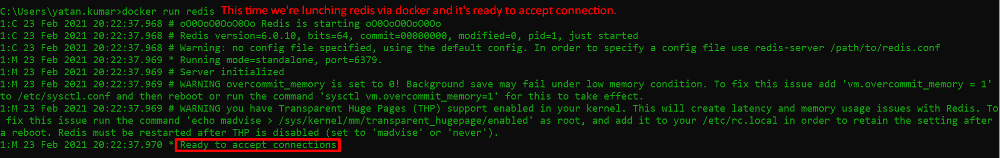 C:\Users\yatan.kumar>docker run redis This time we're lunching redis via docker and it's ready to accept connection.
1:C 23 Feb 2021 20:22:37.968 # oO0OoO0OoO0Oo Redis is starting oO0OoO0OoO0Oo
1:C 23 Feb 2021 20:22:37.968 # Redis version=6.0.10, bits=64, commit=00000000, modified=0, pid=1, just started
1:C 23 Feb 2021 20:22:37.968 # Warning: no config file specified, using the default config. In order to specify a config file use redis-server /path/to/redis.conf
1:M 23 Feb 2021 20:22:37.969 * Running mode=standalone, port=6379.
1:M 23 Feb 2021 20:22:37.969 # Server initialized
1:M 23 Feb 2021 20:22:37.969 # WARNING overcommit_memory is set to 0! Background save may fail under low memory condition. To fix this issue add 'vm.overcommit_memory = 1'
to /etc/sysctl.conf and then reboot or run the command 'sysctl vm.overcommit_memory=1' for this to take effect.
1:M 23 Feb 2021 20:22:37.969 # WARNING you have Transparent Huge Pages (THP) support enabled in your kernel. This will create latency and memory usage issues with Redis. To
fix this issue run the command 'echo madvise > /sys/kernel/mm/transparent_hugepage/enabled' as root, and add it to your /etc/rc.local in order to retain the setting after
a reboot. Redis must be restarted after THP is disabled (set to 'madvise' or 'never').
1:M 23 Feb 2021 20:22:37.970 * Ready to accept connections